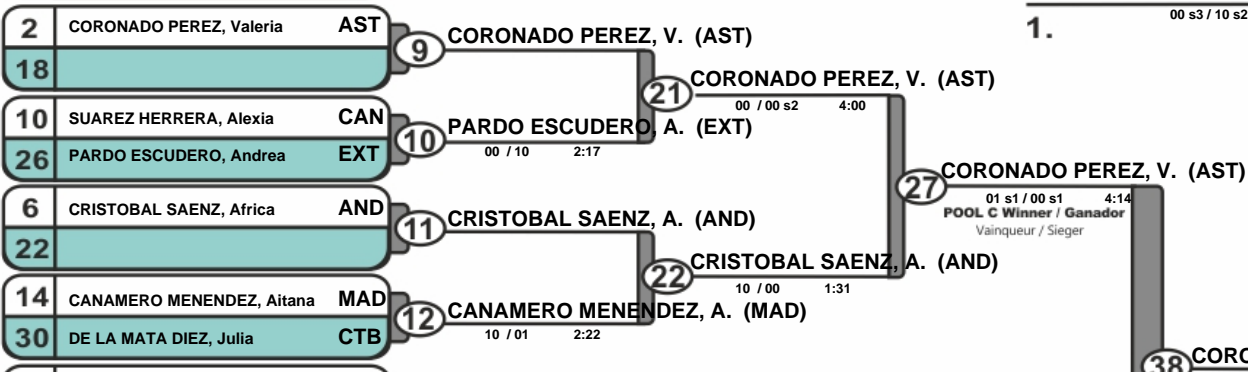 00 s3 / 10 s2
1.
2 CORONADO PEREZ, Valeria AST
18
9 CORONADO PEREZ, V. (AST)
21 CORONADO PEREZ, V. (AST)
00 / 00 s2 4:00
10 SUAREZ HERRERA, Alexia CAN
26 PARDO ESCUDERO, Andrea EXT
10 PARDO ESCUDERO, A. (EXT)
00 / 10 2:17
27 CORONADO PEREZ, V. (AST)
01 s1 / 00 s1 4:14
POOL C Winner / Ganador
Vainqueur / Sieger
6 CRISTOBAL SAENZ, Africa AND
22
11 CRISTOBAL SAENZ, A. (AND)
22 CRISTOBAL SAENZ, A. (AND)
10 / 00 1:31
14 CANAMERO MENENDEZ, Aitana MAD
30 DE LA MATA DIEZ, Julia CTB
12 CANAMERO MENENDEZ, A. (MAD)
10 / 01 2:22
38 CORO